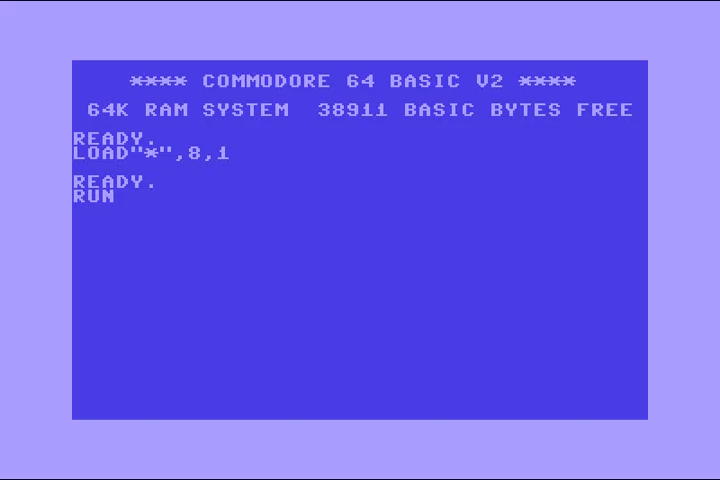 **** COMMODORE 64 BASIC V2 ****
64K RAM SYSTEM  38911 BASIC BYTES FREE
READY.
LOAD"*",8,1
READY.
RUN